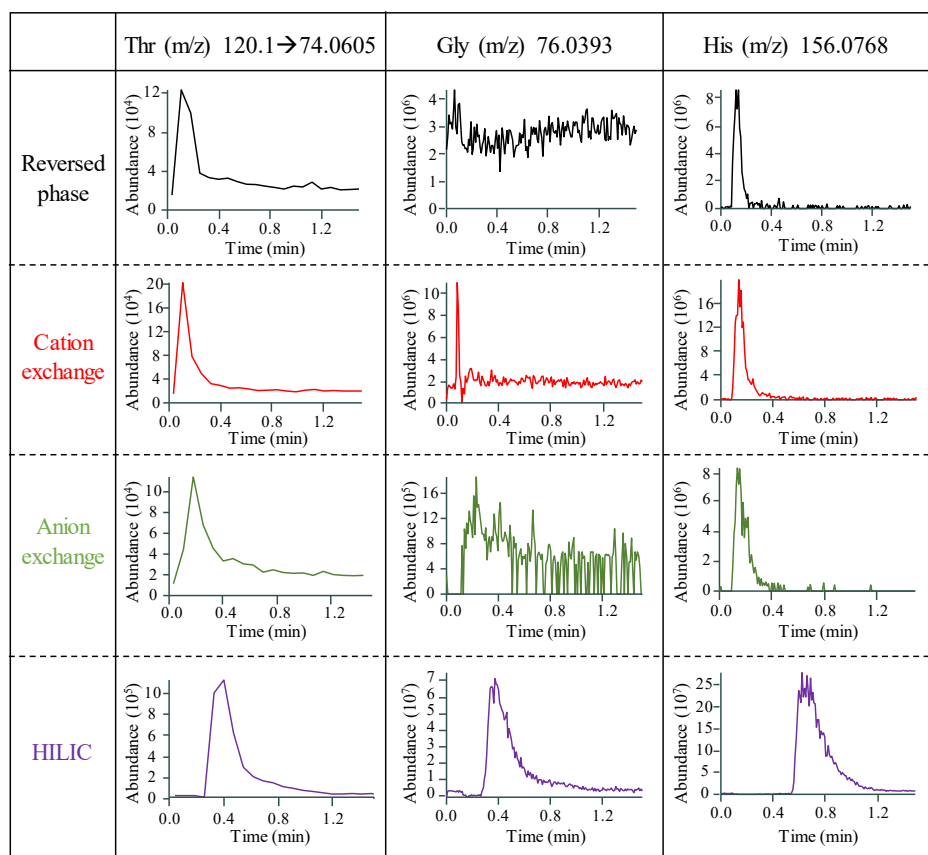 Thr (m/z) 120.1→74.0605
Gly (m/z) 76.0393
His (m/z) 156.0768
Reversed
phase
Abundance (10⁴)
12
8
4
0
0.0 0.4 0.8 1.2
Time (min)
Abundance (10⁶)
4
3
2
1
0
0.0 0.4 0.8 1.2
Time (min)
Abundance (10⁶)
8
6
4
2
0
0.0 0.4 0.8 1.2
Time (min)
Cation
exchange
Abundance (10⁴)
20
16
12
8
4
0
0.0 0.4 0.8 1.2
Time (min)
Abundance (10⁶)
10
8
6
4
2
0
0.0 0.4 0.8 1.2
Time (min)
Abundance (10⁶)
16
12
8
4
0
0.0 0.4 0.8 1.2
Time (min)
Anion
exchange
Abundance (10⁴)
10
8
6
4
2
0
0.0 0.4 0.8 1.2
Time (min)
Abundance (10⁵)
16
12
8
4
0
0.0 0.4 0.8 1.2
Time (min)
Abundance (10⁶)
8
6
4
2
0
0.0 0.4 0.8 1.2
Time (min)
HILIC
Abundance (10⁵)
10
8
6
4
2
0
0.0 0.4 0.8 1.2
Time (min)
Abundance (10⁷)
7
6
5
4
3
2
1
0
0.0 0.4 0.8 1.2
Time (min)
Abundance (10⁷)
25
20
15
10
5
0
0.0 0.4 0.8 1.2
Time (min)